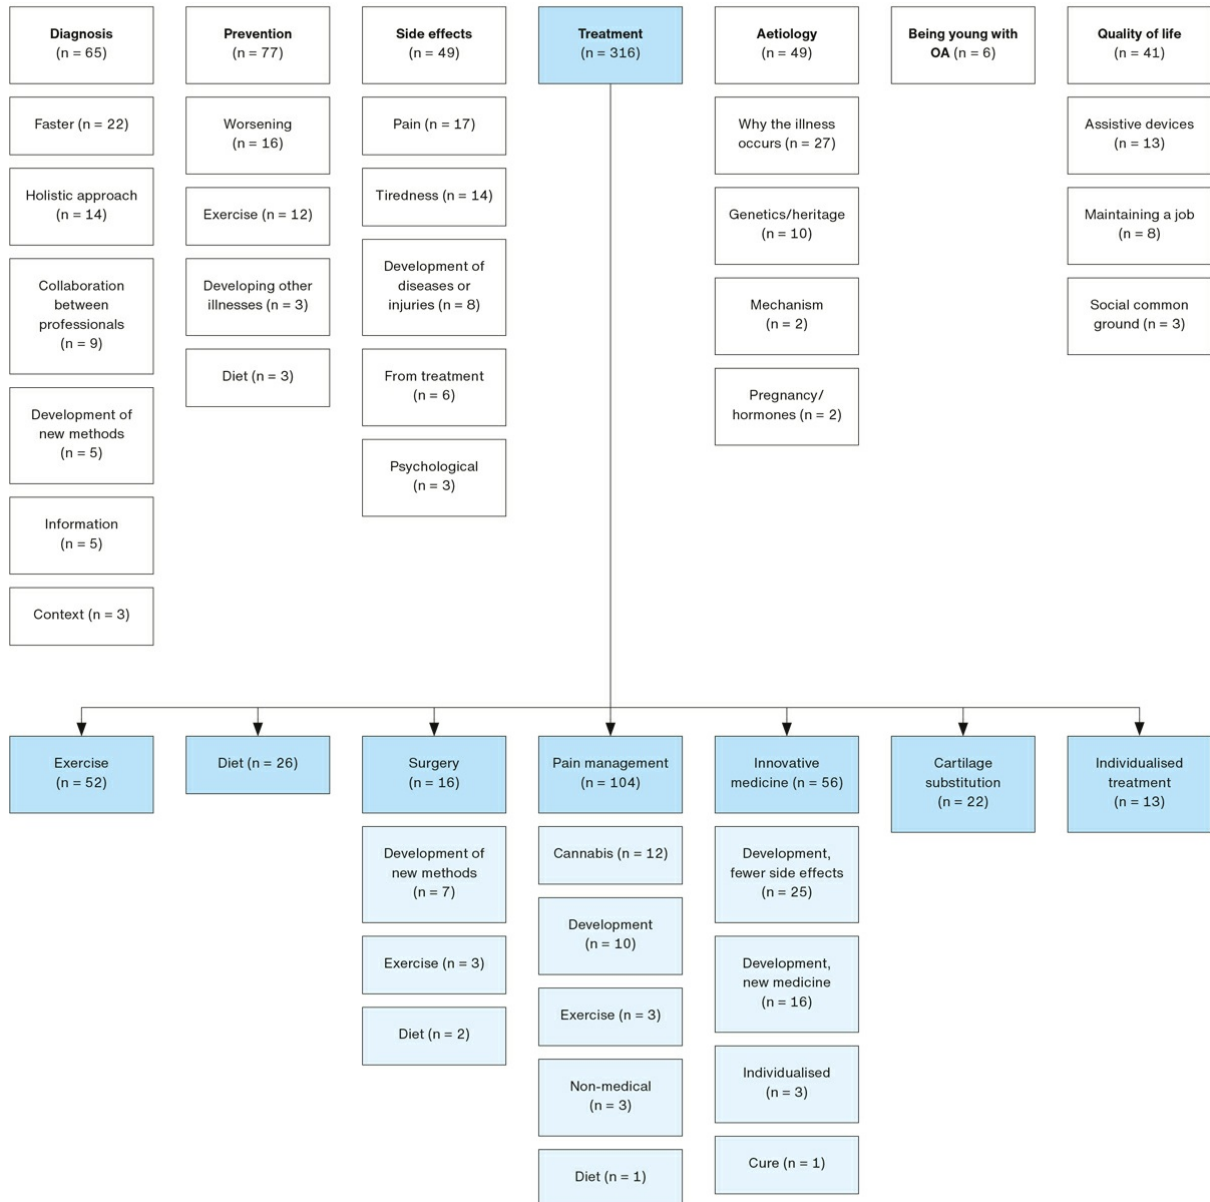 Diagnosis
(n = 65)
Faster (n = 22)
Holistic approach
(n = 14)
Collaboration
between
professionals
(n = 9)
Development of
new methods
(n = 5)
Information
(n = 5)
Context (n = 3)
Prevention
(n = 77)
Worsening
(n = 16)
Exercise (n = 12)
Developing other
illnesses (n = 3)
Diet (n = 3)
Side effects
(n = 49)
Pain (n = 17)
Tiredness (n = 14)
Development of
diseases or
injuries (n = 8)
From treatment
(n = 6)
Psychological
(n = 3)
Treatment
(n = 316)
Aetiology
(n = 49)
Why the illness
occurs (n = 27)
Genetics/heritage
(n = 10)
Mechanism
(n = 2)
Pregnancy/
hormones (n = 2)
Being young with
OA (n = 6)
Quality of life
(n = 41)
Assistive devices
(n = 13)
Maintaining a job
(n = 8)
Social common
ground (n = 3)
Exercise
(n = 52)
Diet (n = 26)
Surgery
(n = 16)
Development of
new methods
(n = 7)
Exercise (n = 3)
Diet (n = 2)
Pain management
(n = 104)
Cannabis (n = 12)
Development
(n = 10)
Exercise (n = 3)
Non-medical
(n = 3)
Diet (n = 1)
Innovative
medicine (n = 56)
Development,
fewer side effects
(n = 25)
Development,
new medicine
(n = 16)
Individualised
(n = 3)
Cure (n = 1)
Cartilage
substitution
(n = 22)
Individualised
treatment
(n = 13)